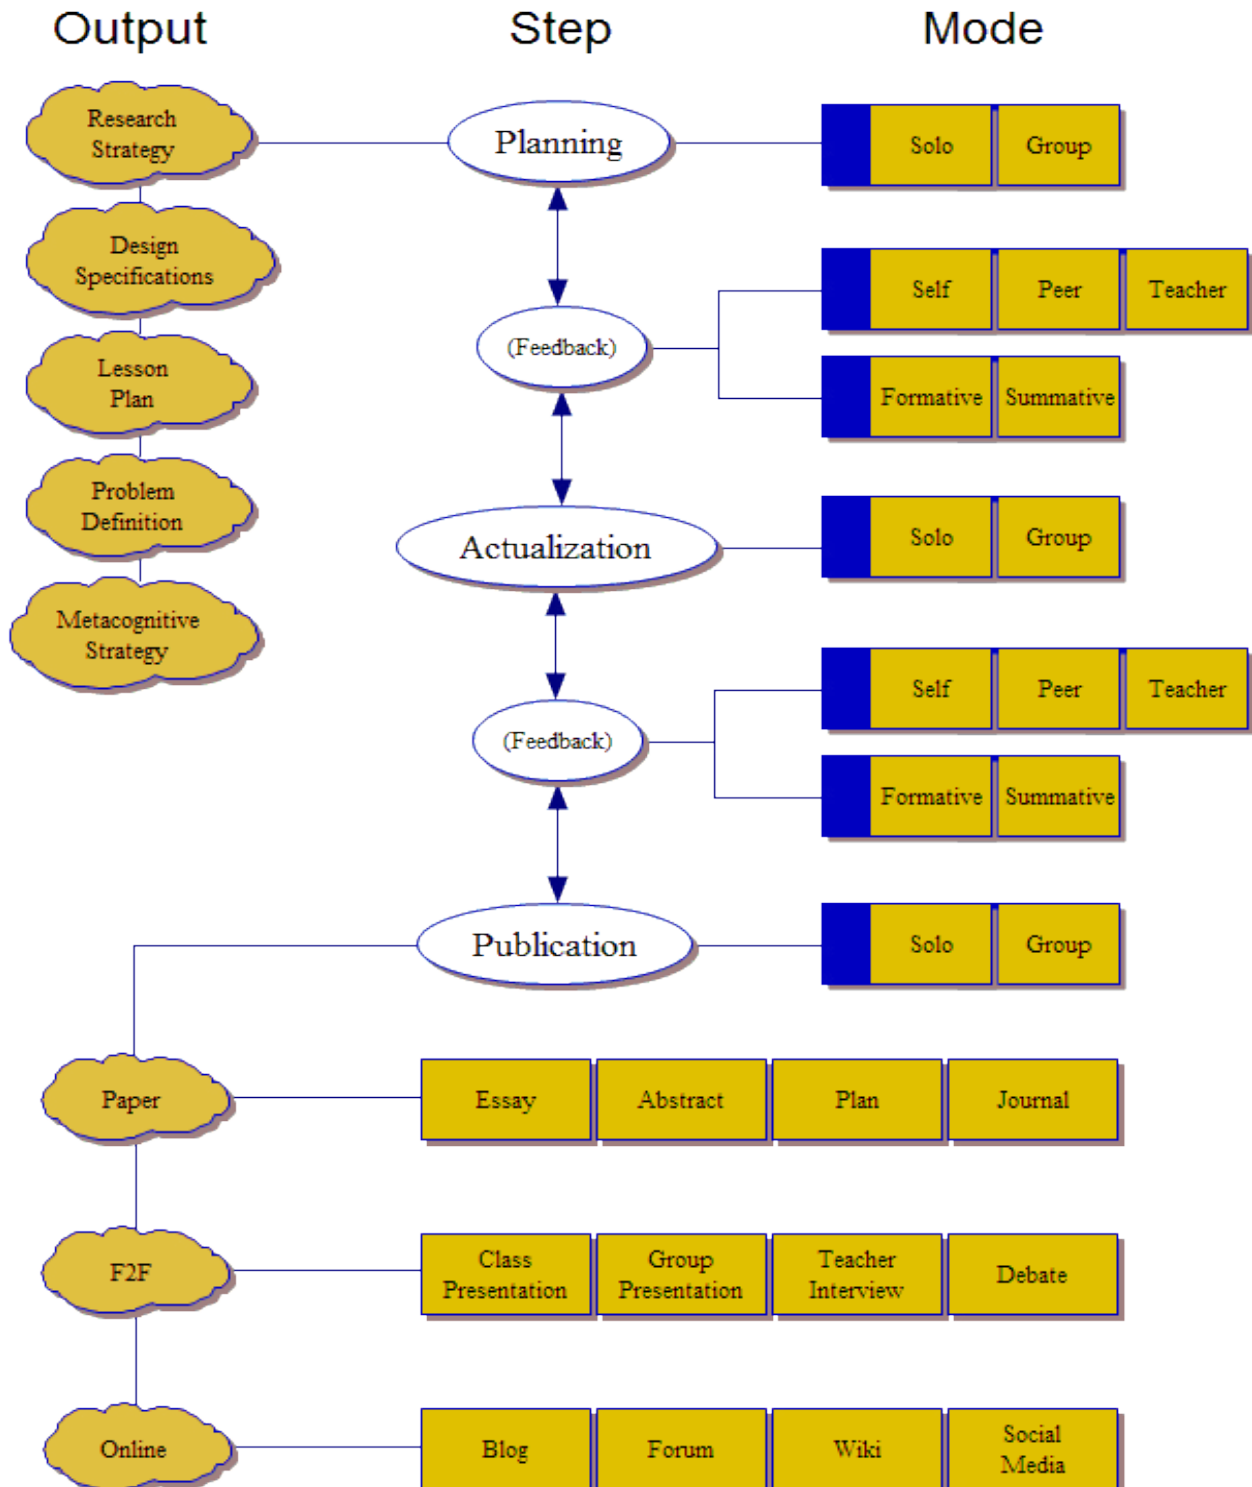 Output
Step
Mode
Research
Strategy
Planning
Solo
Group
Design
Specifications
Self
Peer
Teacher
(Feedback)
Lesson
Plan
Formative
Summative
Problem
Definition
Actualization
Solo
Group
Metacognitive
Strategy
Self
Peer
Teacher
(Feedback)
Formative
Summative
Publication
Solo
Group
Paper
Essay
Abstract
Plan
Journal
F2F
Class
Presentation
Group
Presentation
Teacher
Interview
Debate
Online
Blog
Forum
Wiki
Social
Media